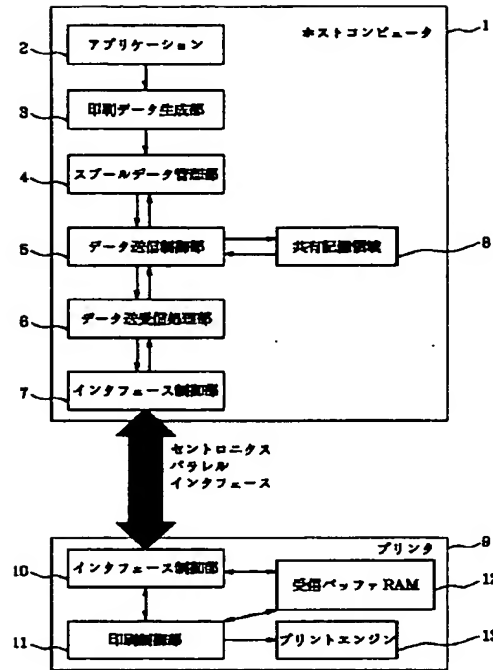 ホストコンピュータ
1
2
アプリケーション
3
印刷データ生成部
4
スプールデータ管理部
5
データ送信制御部
共有記憶領域
8
6
データ送受信処理部
7
インタフェース制御部
セントロニクス
パラレル
インタフェース
プリンタ
9
10
インタフェース制御部
受信バッファRAM
12
11
印刷制御部
プリントエンジン
13